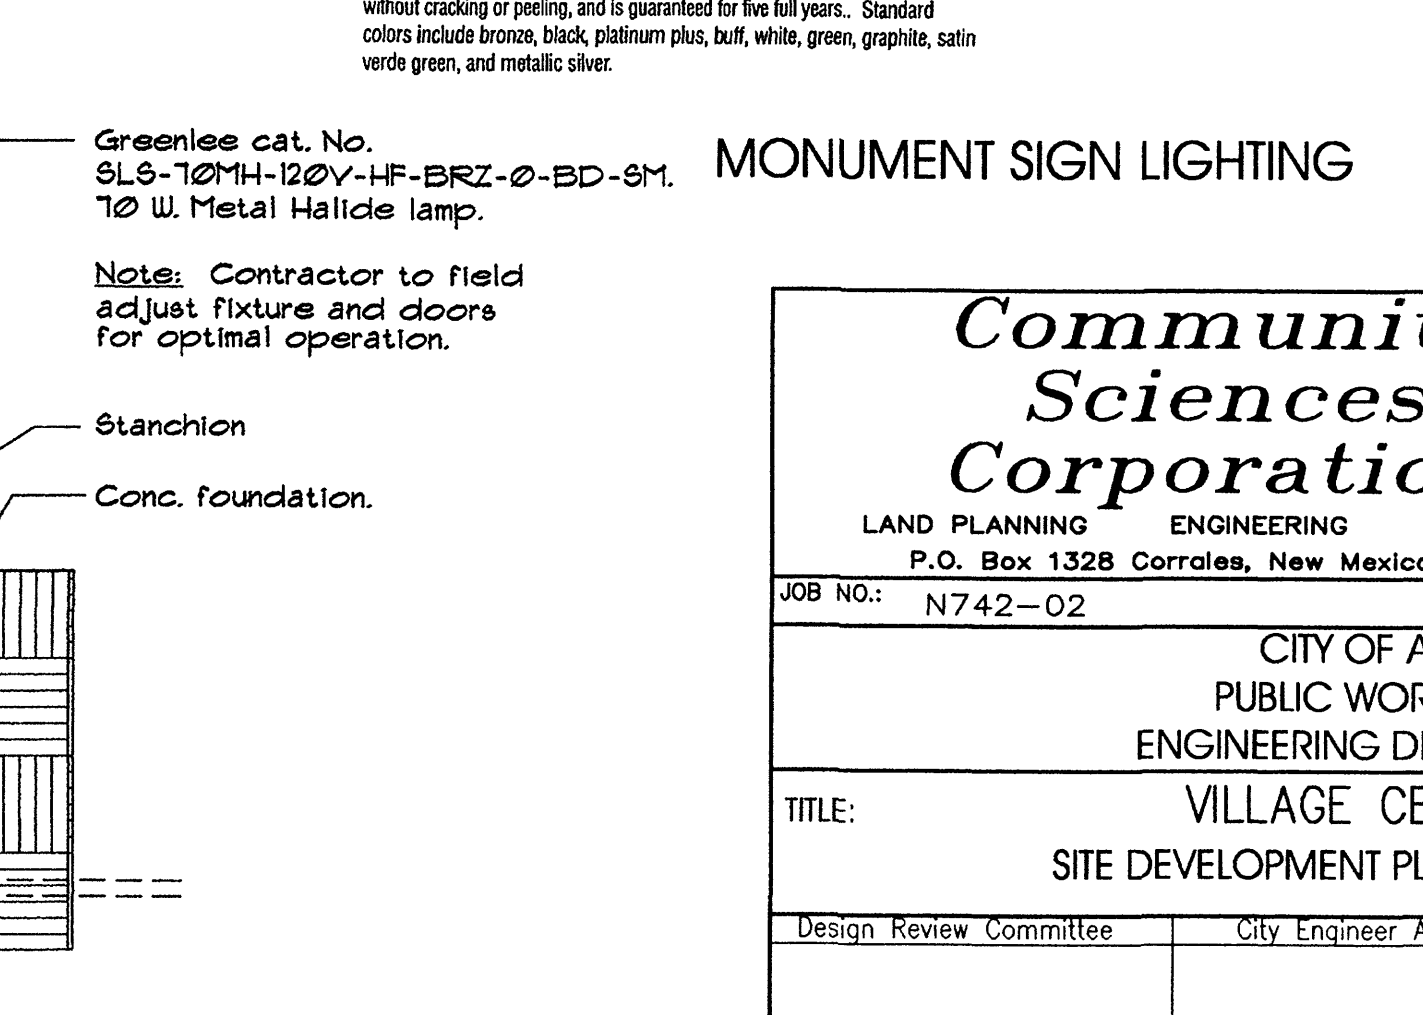 without cracking or peeling, and is guaranteed for five full years.. Standard
colors include bronze, black, platinum plus, buff, white, green, graphite, satin
verde green, and metallic silver.
Greenlee cat. No.
SLS-70MH-120V-HF-BRZ-0-BD-SM.
70 W. Metal Halide lamp.
Note: Contractor to field
adjust fixture and doors
for optimal operation.
Stanchion
Conc. foundation.
MONUMENT SIGN LIGHTING
Communi
Sciences
Corporatio
LAND PLANNING ENGINEERING
P.O. Box 1328 Corrales, New Mexico
JOB NO.: N742-02
CITY OF A
PUBLIC WOR
ENGINEERING D
TITLE: VILLAGE CE
SITE DEVELOPMENT PL
Design Review Committee City Engineer A